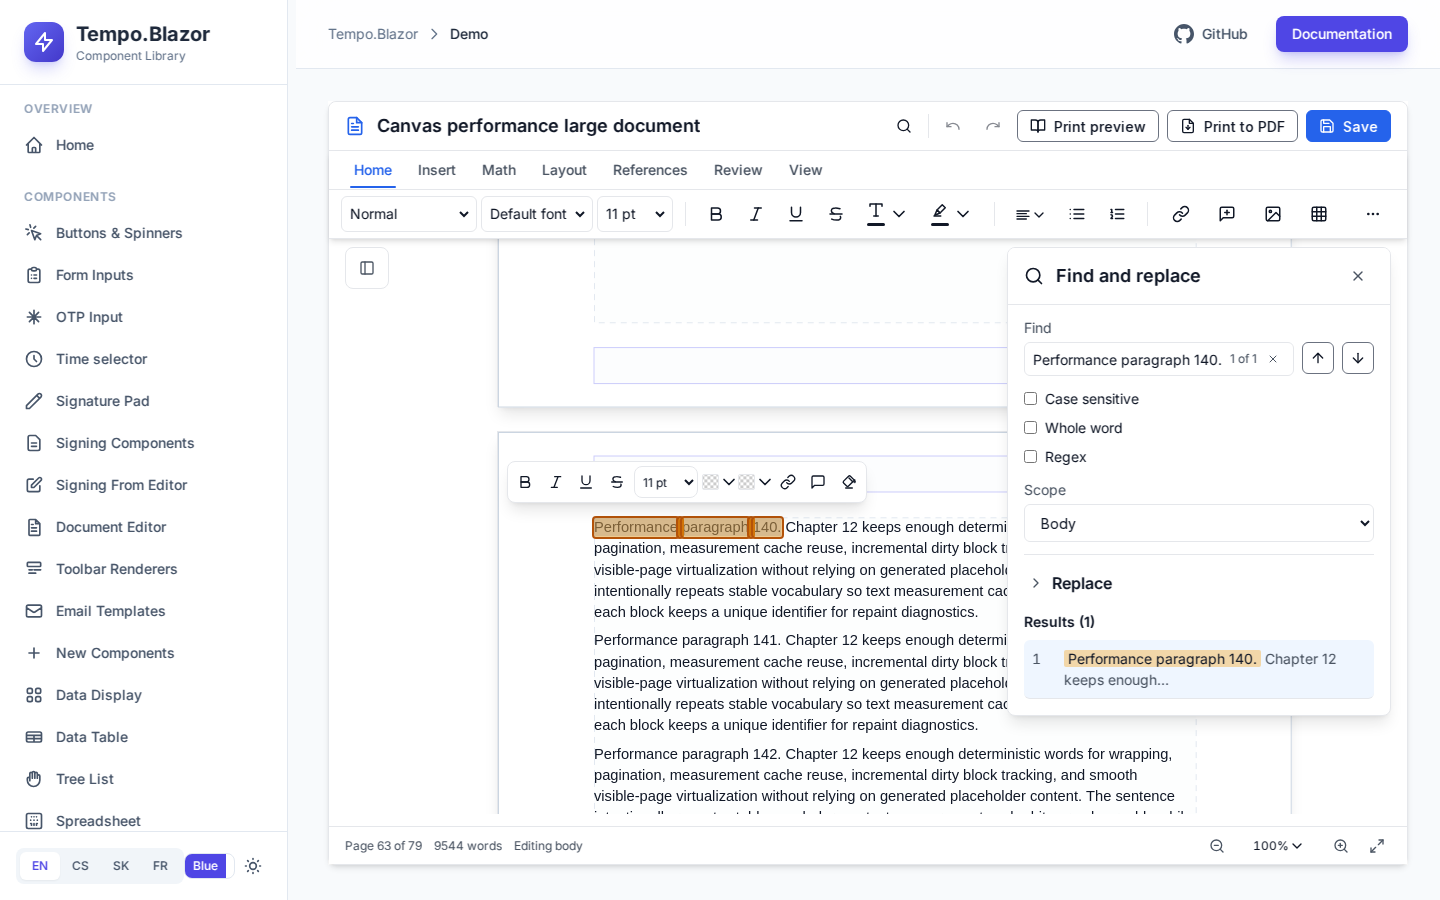 Tempo.Blazor
Component Library
OVERVIEW
Home
COMPONENTS
Buttons & Spinners
Form Inputs
OTP Input
Time selector
Signature Pad
Signing Components
Signing From Editor
Document Editor
Toolbar Renderers
Email Templates
New Components
Data Display
Data Table
Tree List
Spreadsheet
EN CS SK FR Blue
Tempo.Blazor > Demo
GitHub
Documentation
Canvas performance large document
Print preview
Print to PDF
Save
Home Insert Math Layout References Review View
Normal Default font 11 pt
11 pt
Performance paragraph 140. Chapter 12 keeps enough determi
pagination, measurement cache reuse, incremental dirty block t
visible-page virtualization without relying on generated placehol
intentionally repeats stable vocabulary so text measurement ca
each block keeps a unique identifier for repaint diagnostics.
Performance paragraph 141. Chapter 12 keeps enough determi
pagination, measurement cache reuse, incremental dirty block t
visible-page virtualization without relying on generated placehol
intentionally repeats stable vocabulary so text measurement ca
each block keeps a unique identifier for repaint diagnostics.
Performance paragraph 142. Chapter 12 keeps enough deterministic words for wrapping,
pagination, measurement cache reuse, incremental dirty block tracking, and smooth
visible-page virtualization without relying on generated placeholder content. The sentence
Find and replace
Find
Performance paragraph 140. 1 of 1
Case sensitive
Whole word
Regex
Scope
Body
Replace
Results (1)
1 Performance paragraph 140. Chapter 12
keeps enough...
Page 63 of 79 9544 words Editing body
100%